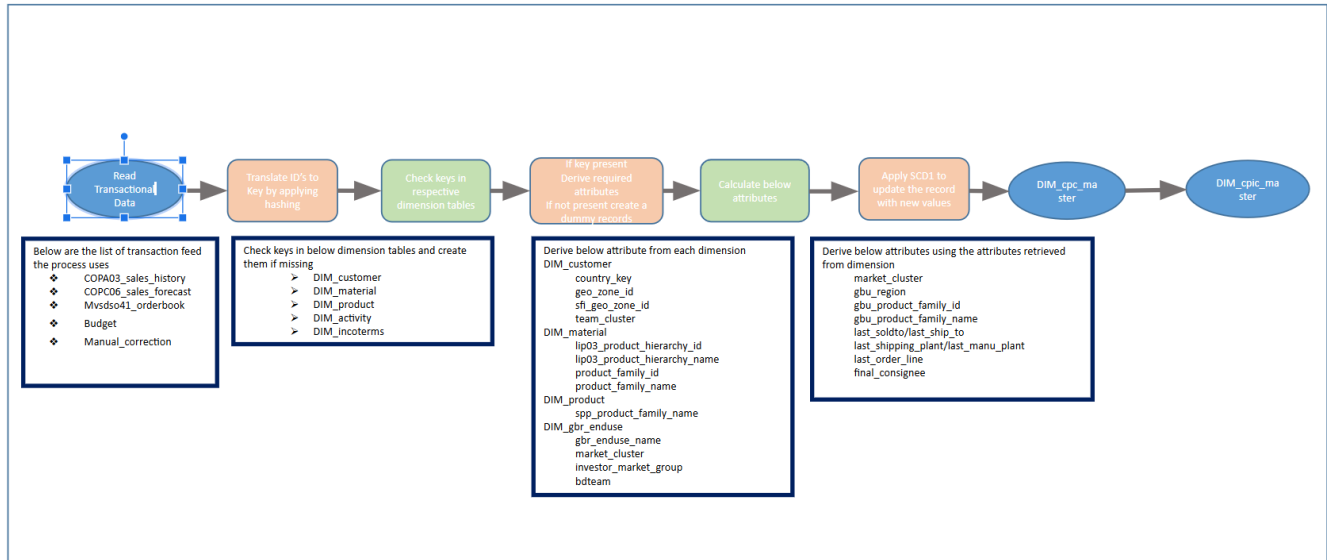 Read
Transactional
Data
Translate ID's to
Key by applying
hashing
Check keys in
respective
dimension tables
If key present
Derive required
attributes
If not present create a
dummy records
Calculate below
attributes
Apply SCD1 to
update the record
with new values
DIM_cpc_ma
ster
DIM_cpic_ma
ster
Below are the list of transaction feed
the process uses
❖ COPA03_sales_history
❖ COPC06_sales_forecast
❖ Mvsdso41_orderbook
❖ Budget
❖ Manual_correction
Check keys in below dimension tables and create
them if missing
➢ DIM_customer
➢ DIM_material
➢ DIM_product
➢ DIM_activity
➢ DIM_incoterms
Derive below attribute from each dimension
DIM_customer
country_key
geo_zone_id
sfi_geo_zone_id
team_cluster
DIM_material
lip03_product_hierarchy_id
lip03_product_hierarchy_name
product_family_id
product_family_name
DIM_product
spp_product_family_name
DIM_gbr_enduse
gbr_enduse_name
market_cluster
investor_market_group
bdteam
Derive below attributes using the attributes retrieved
from dimension
market_cluster
gbu_region
gbu_product_family_id
gbu_product_family_name
last_soldto/last_ship_to
last_shipping_plant/last_manu_plant
last_order_line
final_consignee